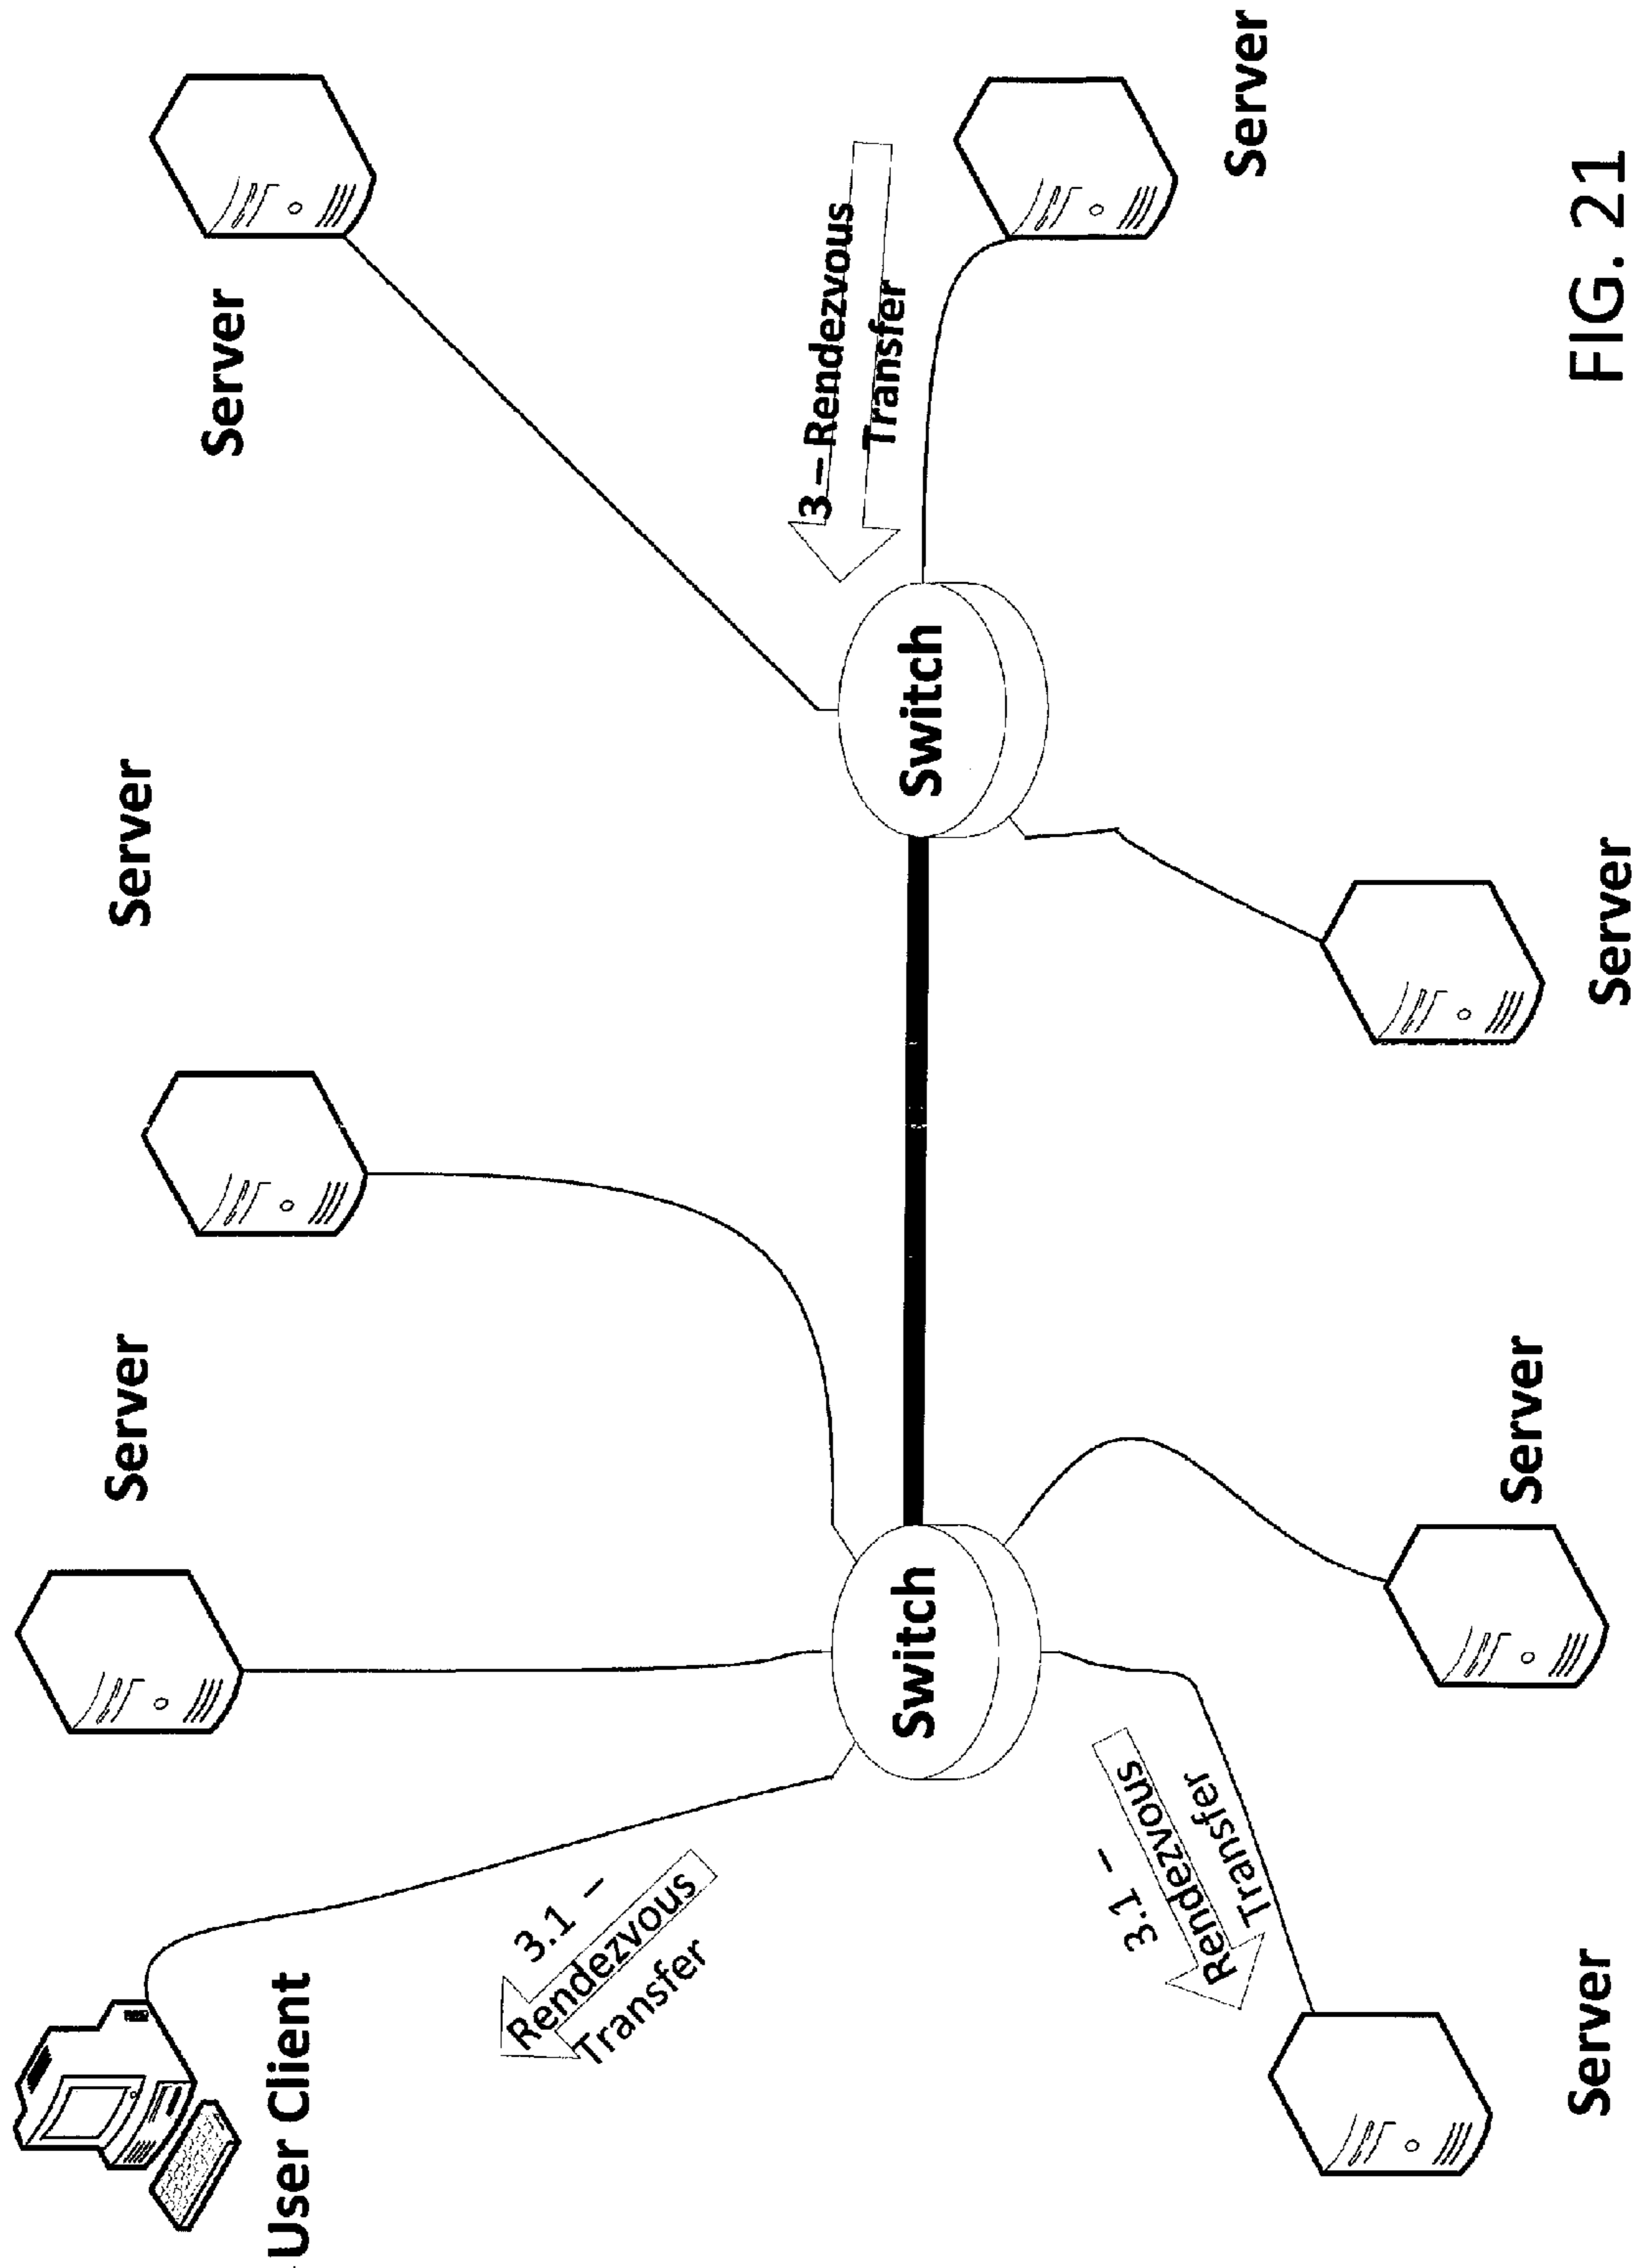 Server
Server
Server
User Client
3.1 –
Rendezvous
Transfer
3 – Rendezvous
Transfer
Switch
Switch
3.1 –
Rendezvous
Transfer
Server
Server
Server
Server
FIG. 21